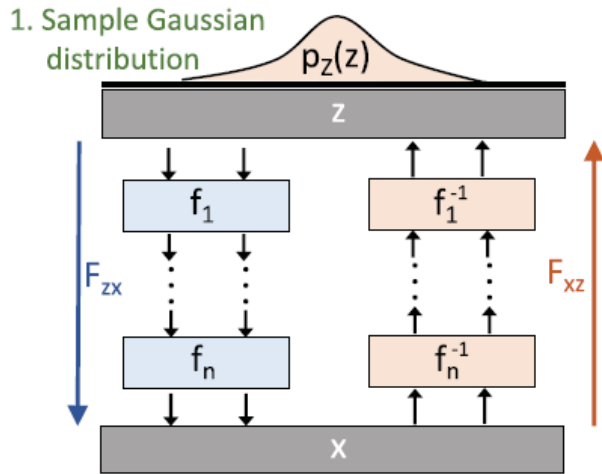 1. Sample Gaussian
distribution
p_Z(z)
z
f_1
f_1^-1
F_zx
F_xz
f_n
f_n^-1
x